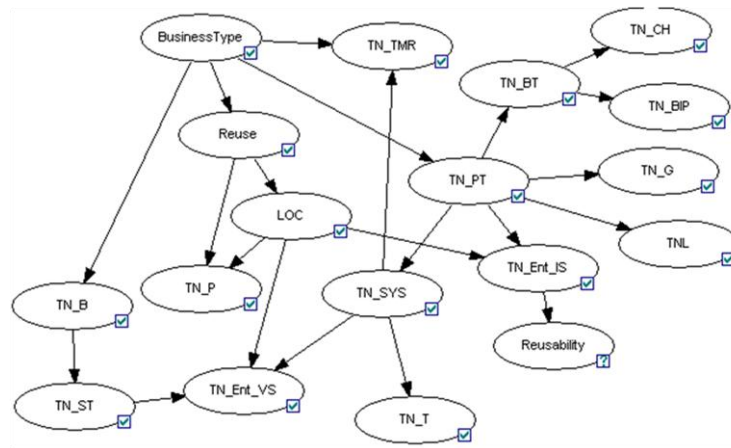 TN_CH
BusinessType
TN_TMR
TN_BT
TN_BIP
Reuse
TN_G
TN_PT
LOC
TNL
TN_Ent_IS
TN_P
TN_SYS
TN_B
Reusability
TN_Ent_VS
TN_ST
TN_T